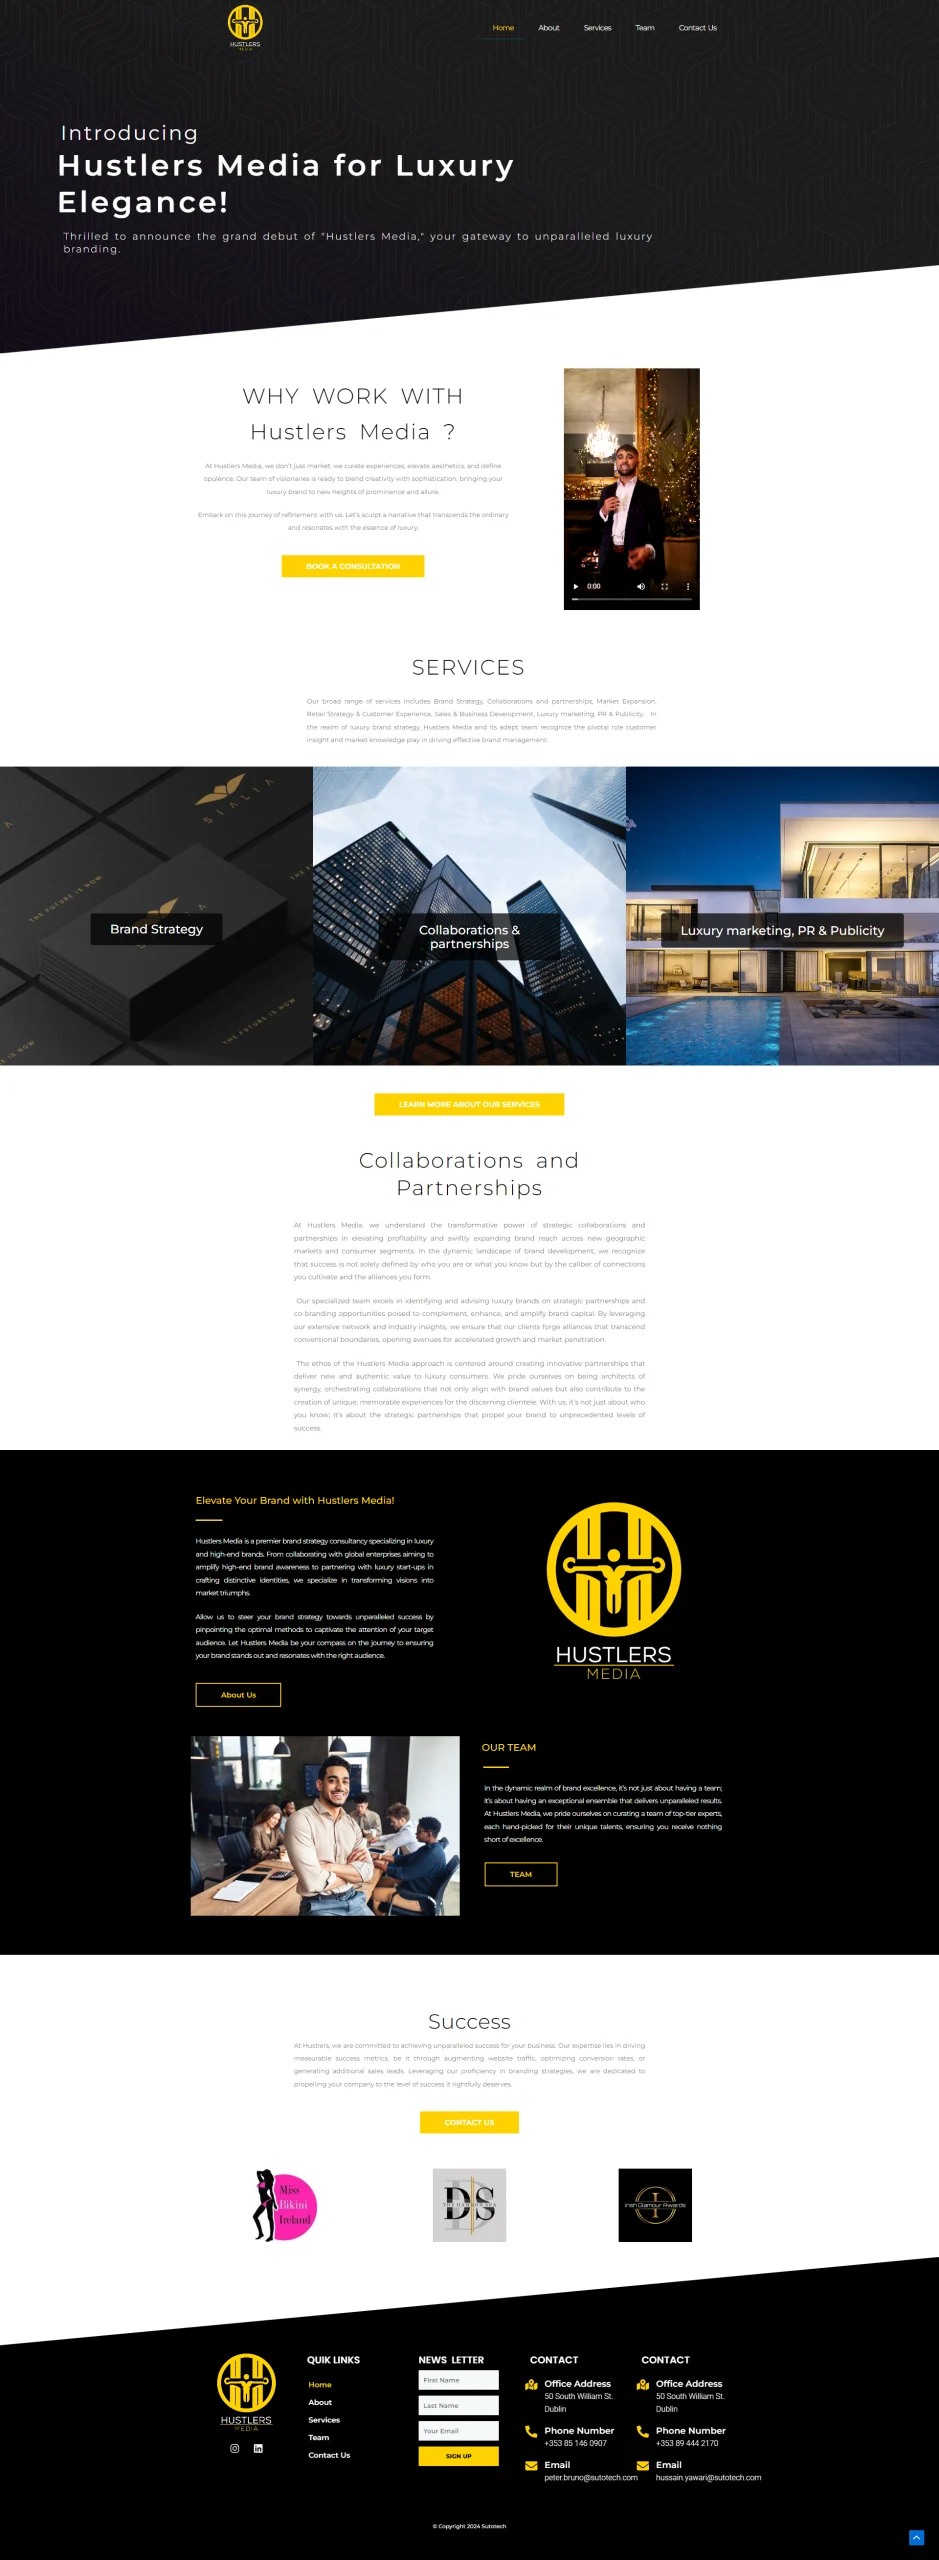 HUSTLERS
MEDIA
Home
About
Services
Team
Contact Us
Introducing
Hustlers Media for Luxury
Elegance!
Thrilled to announce the grand debut of "Hustlers Media," your gateway to unparalleled luxury
branding.
WHY WORK WITH
Hustlers Media ?
At Hustlers Media, we don't just market; we curate experiences, elevate aesthetics, and define
opulence. Our team of visionaries is ready to blend creativity with sophistication, bringing your
luxury brand to new heights of prominence and allure.
Embark on this journey of refinement with us. Let's sculpt a narrative that transcends the ordinary
and resonates with the essence of luxury.
BOOK A CONSULTATION
0:00
SERVICES
Our broad range of services includes Brand Strategy, Collaborations and partnerships, Market Expansion,
Retail Strategy & Customer Experience, Sales & Business Development, Luxury marketing, PR & Publicity. In
the realm of luxury brand strategy, Hustlers Media and its adept team recognize the pivotal role customer
insight and market knowledge play in driving effective brand management.
SIALIA
THE FUTURE IS NOW
Brand Strategy
THE FUTURE IS NOW
Collaborations &
partnerships
Luxury marketing, PR & Publicity
LEARN MORE ABOUT OUR SERVICES
Collaborations and
Partnerships
At Hustlers Media, we understand the transformative power of strategic collaborations and
partnerships in elevating profitability and swiftly expanding brand reach across new geographic
markets and consumer segments. In the dynamic landscape of brand development, we recognize
that success is not solely defined by who you are or what you know but by the caliber of connections
you cultivate and the alliances you form.
Our specialized team excels in identifying and advising luxury brands on strategic partnerships and
co-branding opportunities poised to complement, enhance, and amplify brand capital. By leveraging
our extensive network and industry insights, we ensure that our clients forge alliances that transcend
conventional boundaries, opening avenues for accelerated growth and market penetration.
The ethos of the Hustlers Media approach is centered around creating innovative partnerships that
deliver new and authentic value to luxury consumers. We pride ourselves on being architects of
synergy, orchestrating collaborations that not only align with brand values but also contribute to the
creation of unique, memorable experiences for the discerning clientele. With us, it's not just about who
you know; it's about the strategic partnerships that propel your brand to unprecedented levels of
success.
Elevate Your Brand with Hustlers Media!
Hustlers Media is a premier brand strategy consultancy specializing in luxury
and high-end brands. From collaborating with global enterprises aiming to
amplify high-end brand awareness to partnering with luxury start-ups in
crafting distinctive identities, we specialize in transforming visions into
market triumphs.
Allow us to steer your brand strategy towards unparalleled success by
pinpointing the optimal methods to captivate the attention of your target
audience. Let Hustlers Media be your compass on the journey to ensuring
your brand stands out and resonates with the right audience.
About Us
HUSTLERS
MEDIA
OUR TEAM
In the dynamic realm of brand excellence, it's not just about having a team;
it's about having an exceptional ensemble that delivers unparalleled results.
At Hustlers Media, we pride ourselves on curating a team of top-tier experts,
each hand-picked for their unique talents, ensuring you receive nothing
short of excellence.
TEAM
Success
At Hustlers, we are committed to achieving unparalleled success for your business. Our expertise lies in driving
measurable success metrics, be it through augmenting website traffic, optimizing conversion rates, or
generating additional sales leads. Leveraging our proficiency in branding strategies, we are dedicated to
propelling your company to the level of success it rightfully deserves.
CONTACT US
Miss
Bikini
Ireland
DS
Irish Glamour Awards
HUSTLERS
MEDIA
QUIK LINKS
Home
About
Services
Team
Contact Us
NEWS LETTER
First Name
Last Name
Your Email
SIGN UP
CONTACT
Office Address
50 South William St.
Dublin
Phone Number
+353 85 146 0907
Email
peter.bruno@sutotech.com
CONTACT
Office Address
50 South William St.
Dublin
Phone Number
+353 89 444 2170
Email
hussain.yawari@sutotech.com
© Copyright 2024 Sutotech